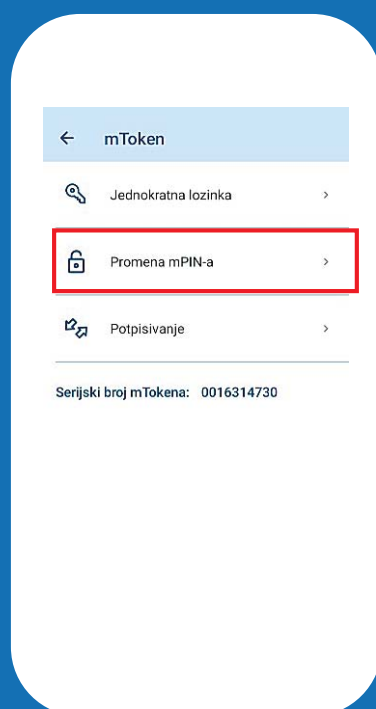 mToken
Jednokratna lozinka
Promena mPIN-a
Potpisivanje
Serijski broj mTokena: 0016314730